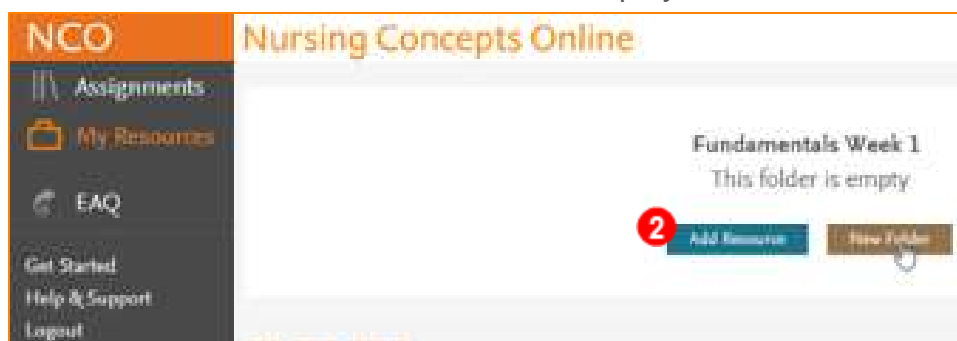 NCO
Nursing Concepts Online
Assignments
My Resources
EAQ
Get Started
Help & Support
Logout
Fundamentals Week 1
This folder is empty
2
Add Resource
New Folder